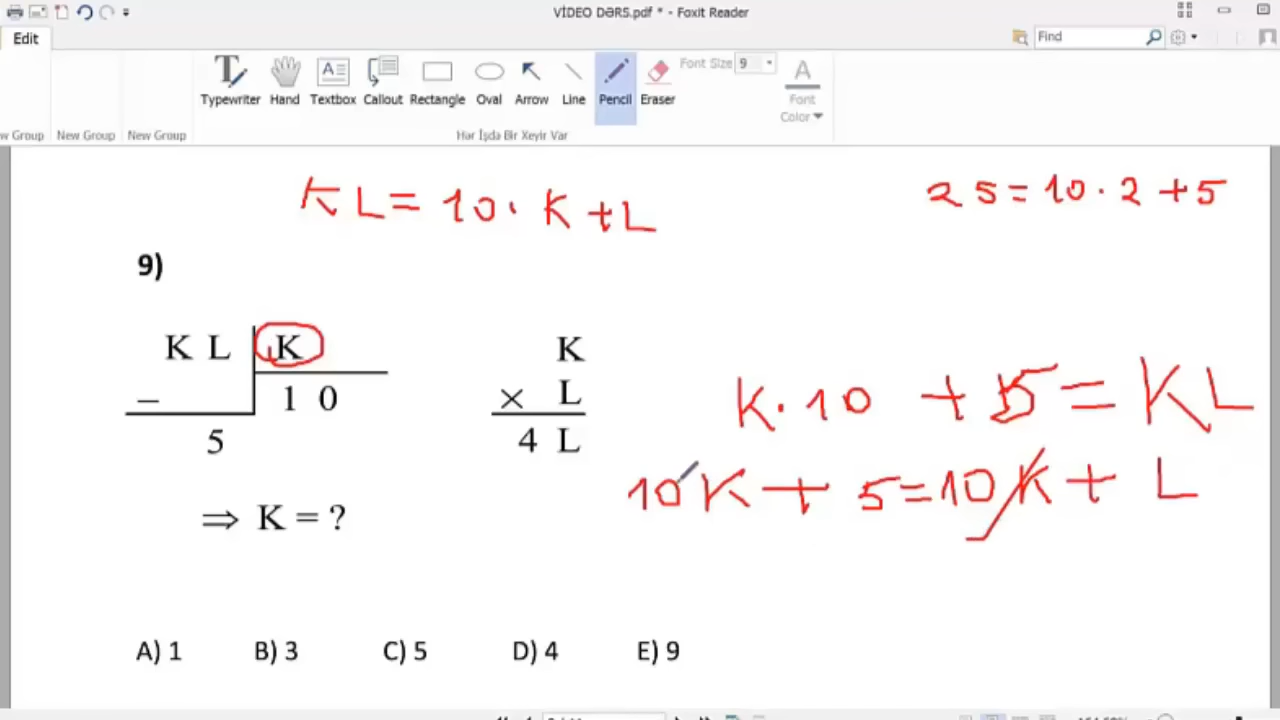 VİDEO DƏRS.pdf * - Foxit Reader
Edit
Find
Typewriter Hand Textbox Callout Rectangle Oval Arrow Line Pencil Eraser Font Size 9 Font Color
New Group New Group Hər İşdə Bir Xeyir Var
KL = 10 · K + L
25 = 10 · 2 + 5
9)
K L K
– 1 0
5
K
× L
4 L
K · 10 + 5 = KL
10K + 5 = 10K + L
⇒ K = ?
A) 1 B) 3 C) 5 D) 4 E) 9